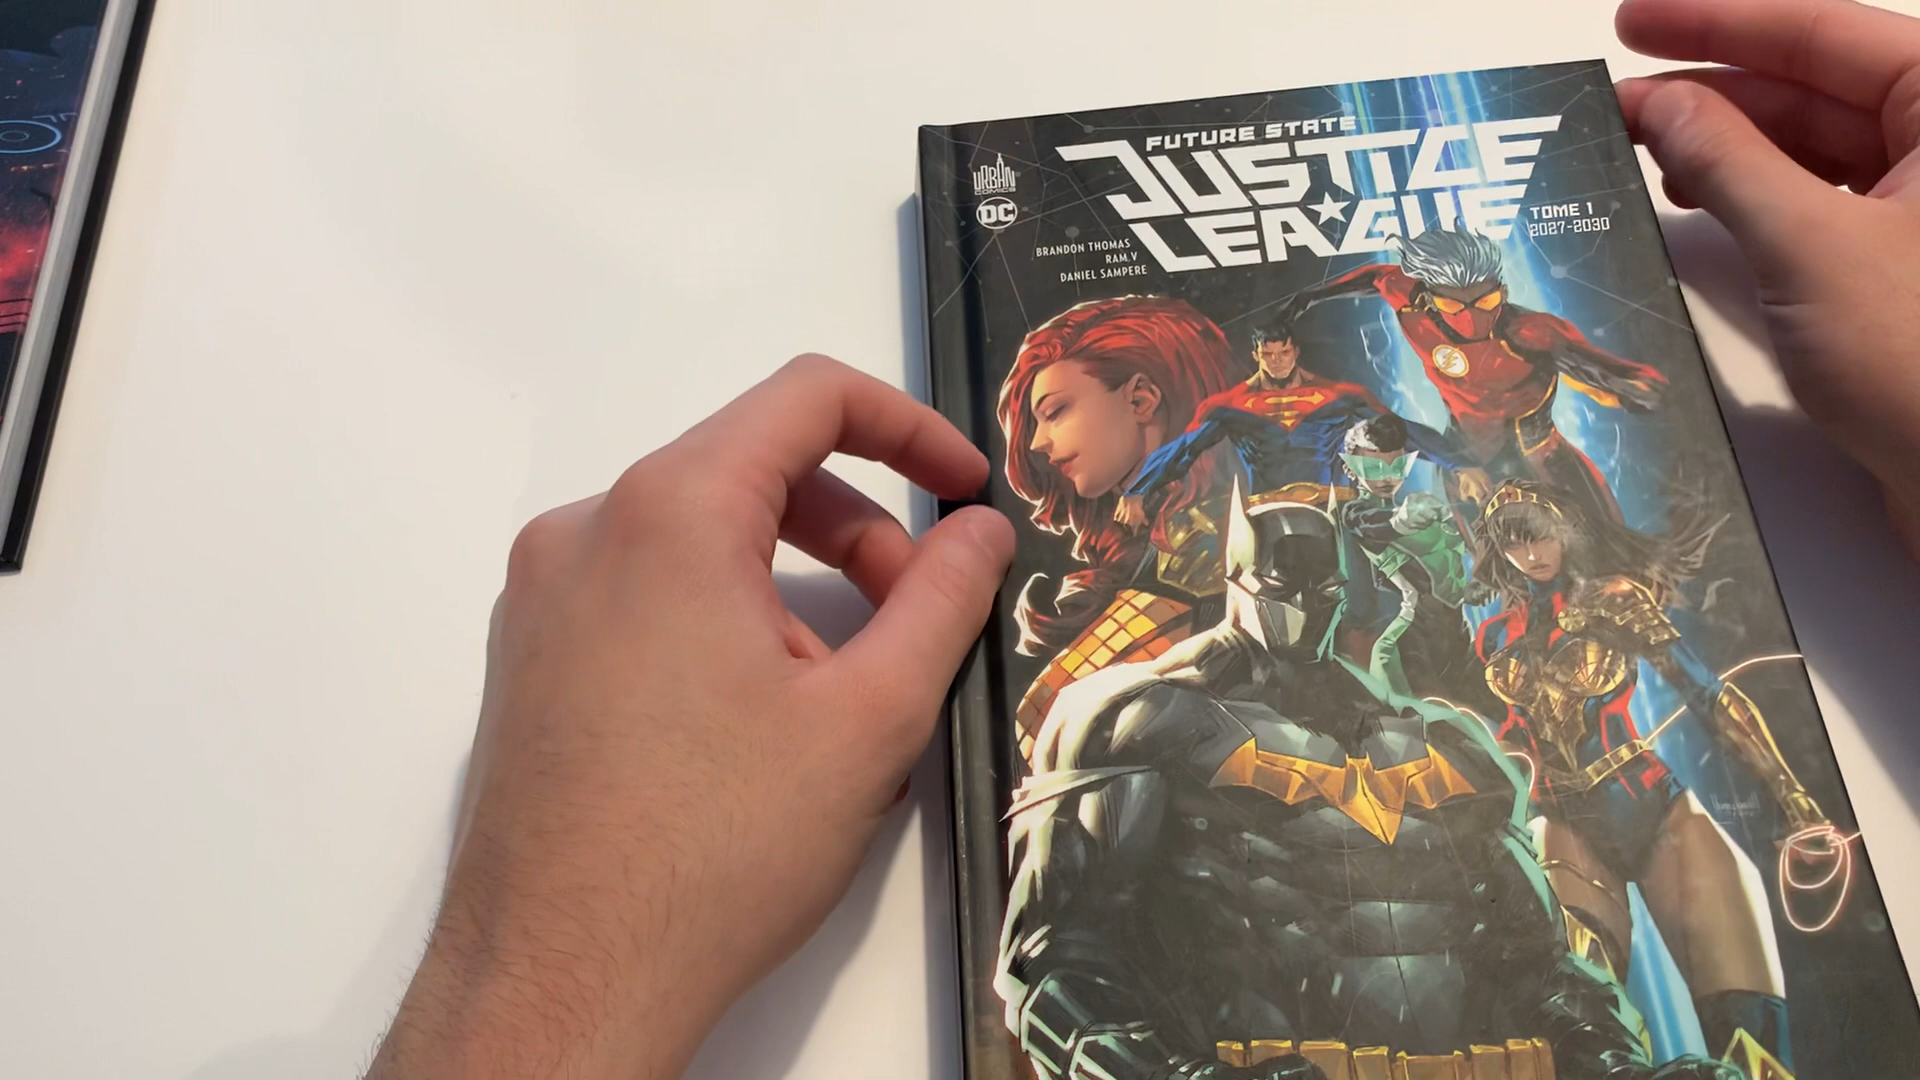 FUTURE STATE
JUSTICE
LEAGUE
TOME 1
2027-2030
URBAN
COMICS
DC
BRANDON THOMAS
RAM.V
DANIEL SAMPERE